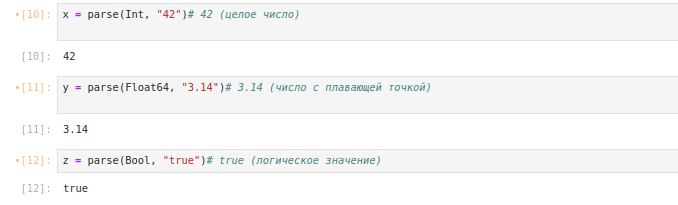 •[10]: x = parse(Int, "42")# 42 (целое число)
[10]: 42
•[11]: y = parse(Float64, "3.14")# 3.14 (число с плавающей точкой)
[11]: 3.14
•[12]: z = parse(Bool, "true")# true (логическое значение)
[12]: true